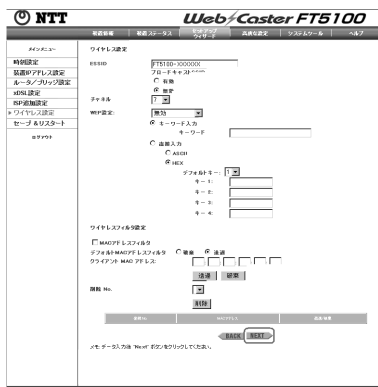 NTT
Web Caster FT5100
装置情報
装置ステータス
セットアップ
ウィザード
高度な設定
システムツール
ヘルプ
メインメニュー
時刻設定
装置IPアドレス設定
ルータ/ブリッジ設定
xDSL設定
ISP追加設定
ワイヤレス設定
セーブ & リスタート
ログアウト
ワイヤレス設定
ESSID
FT5100-XXXXXX
ブロードキャスト
有効
無効
チャネル
7
WEP設定:
無効
キーワード入力
キーワード
直接入力
ASCII
HEX
デフォルトキー: 1
キー 1:
キー 2:
キー 3:
キー 4:
ワイヤレスフィルタ設定
MACアドレスフィルタ
デフォルトMACアドレスフィルタ 破棄 透過
クライアント MAC アドレス:
透過 破棄
削除 No.
削除
MACアドレス
BACK NEXT
メモ: データ入力後 "Next" ボタンをクリックしてください。